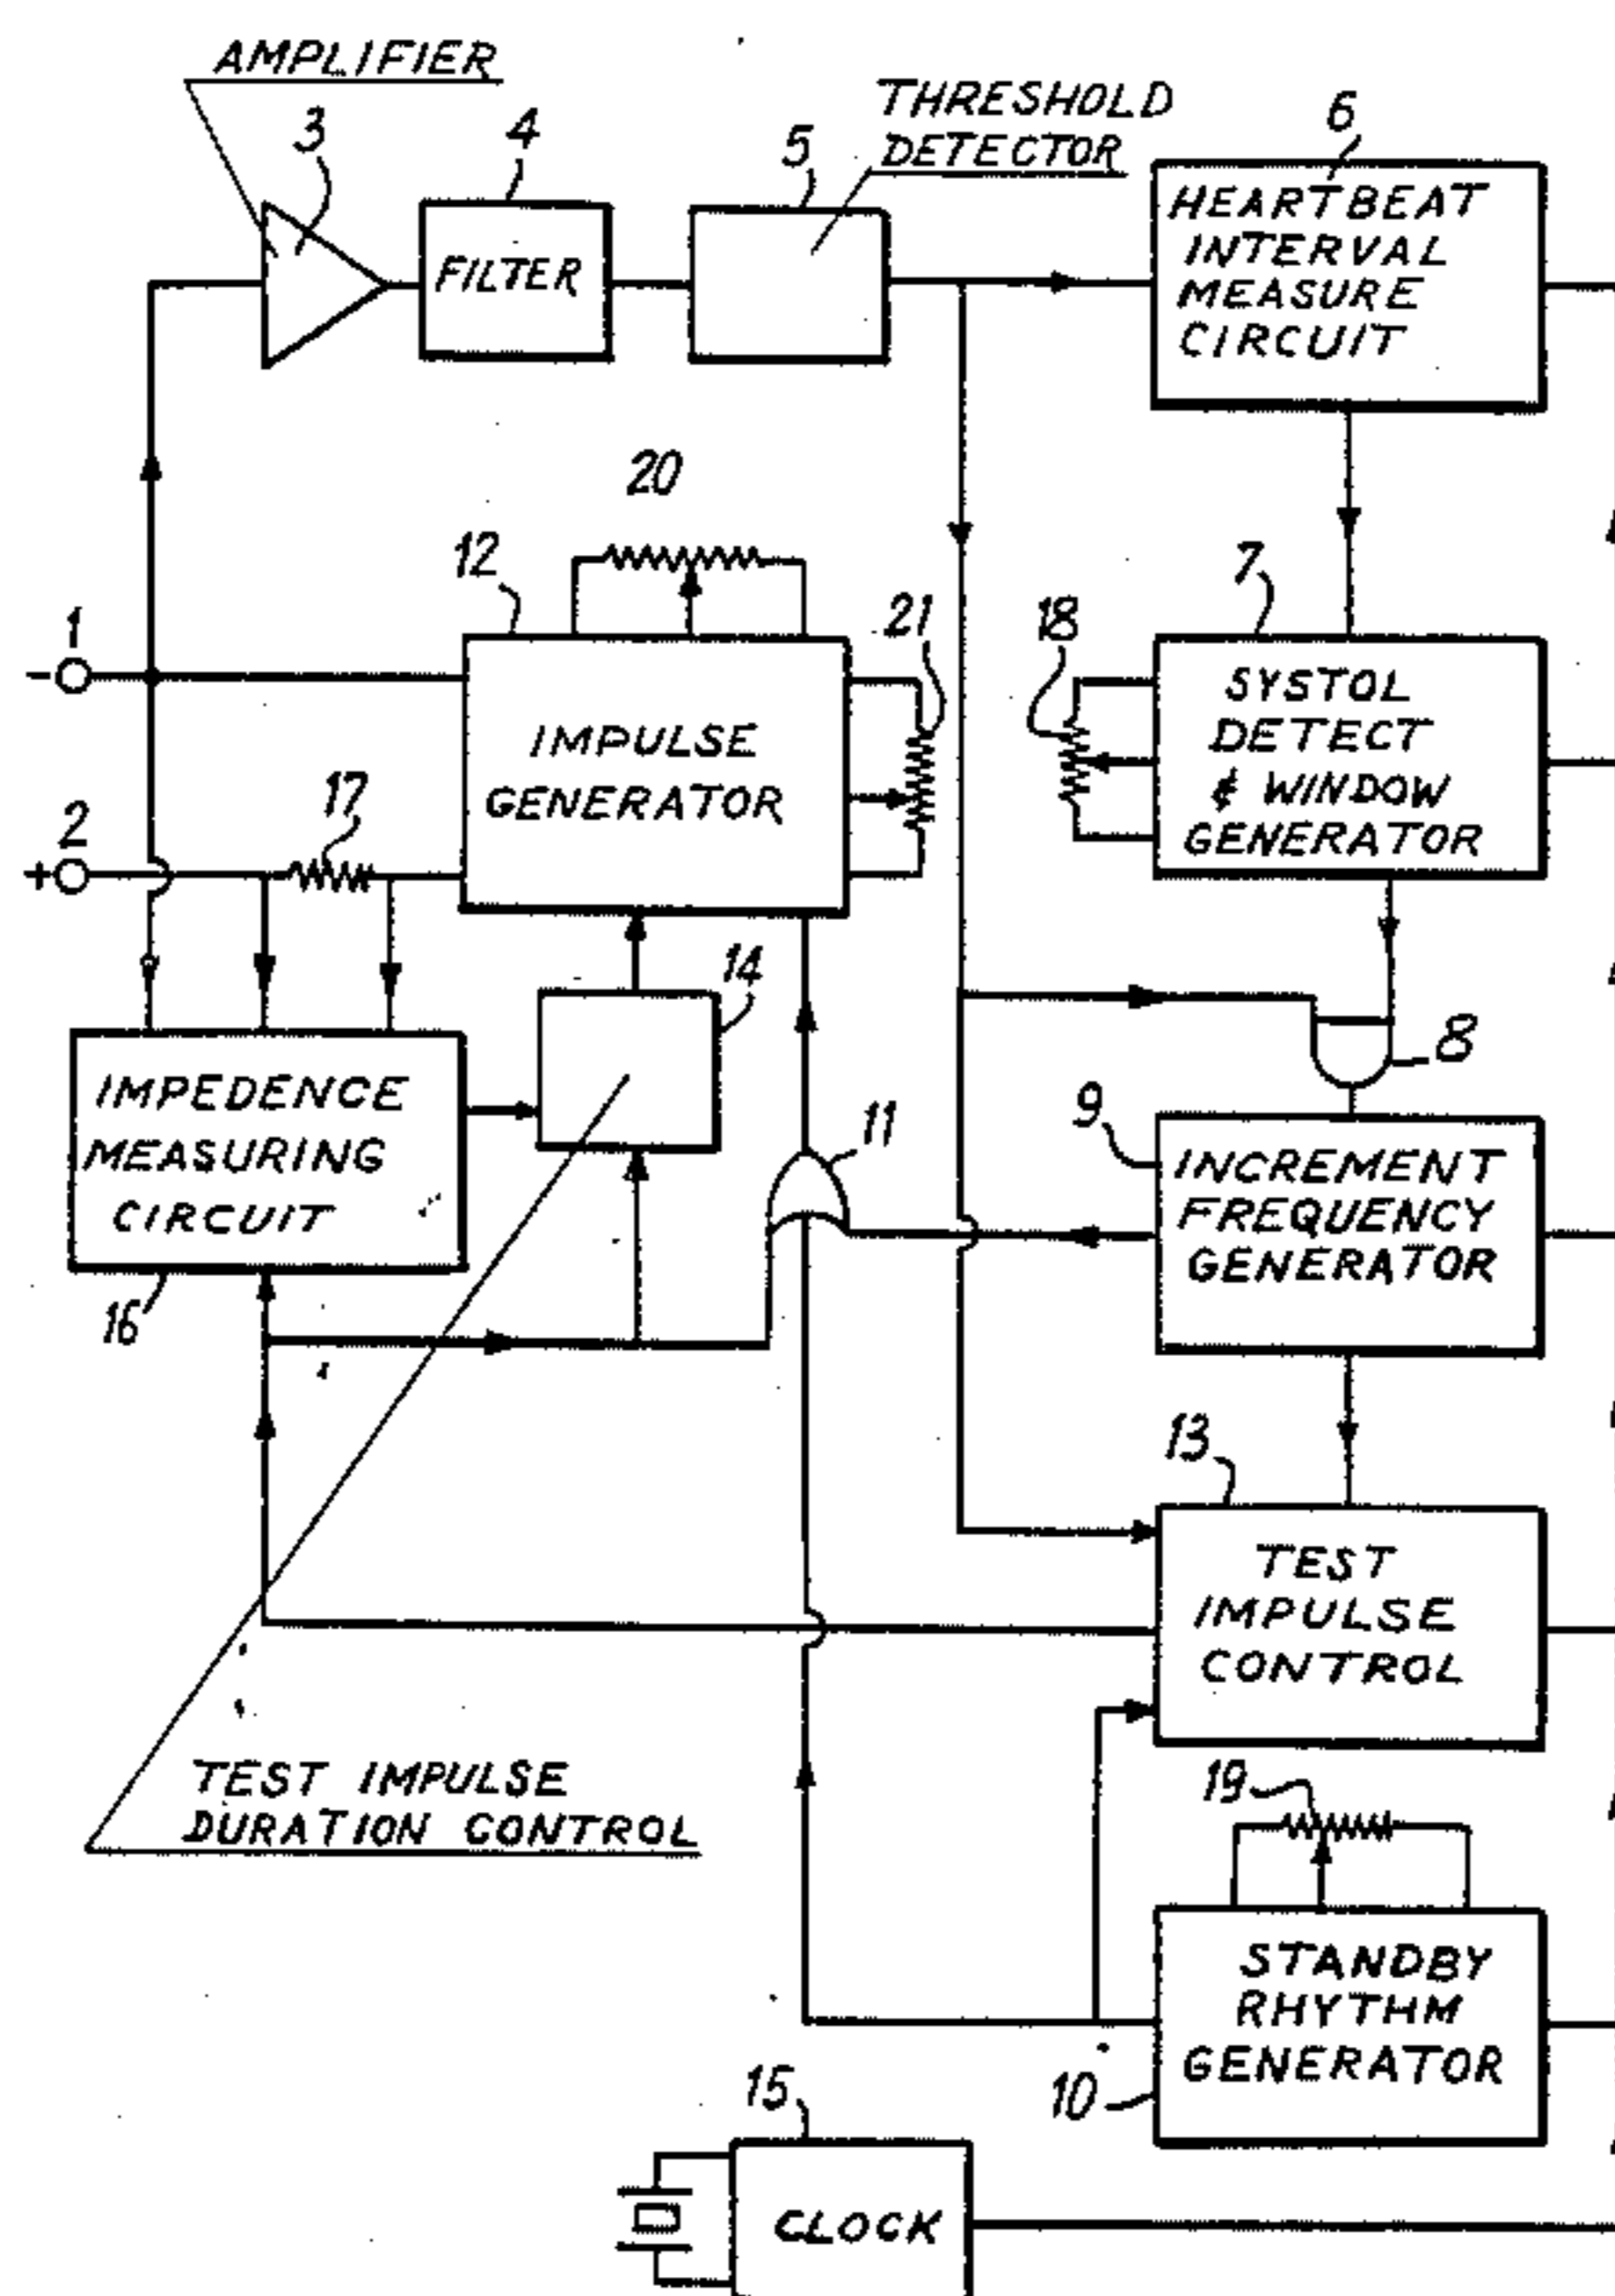 AMPLIFIER
THRESHOLD
DETECTOR
3
4
5
6
FILTER
HEARTBEAT
INTERVAL
MEASURE
CIRCUIT
20
12
21
18
7
1
-
IMPULSE
GENERATOR
SYSTOL
DETECT
& WINDOW
GENERATOR
2
+
17
14
8
IMPEDENCE
MEASURING
CIRCUIT
16
11
9
INCREMENT
FREQUENCY
GENERATOR
13
TEST
IMPULSE
CONTROL
TEST IMPULSE
DURATION CONTROL
19
STANDBY
RHYTHM
GENERATOR
10
15
CLOCK